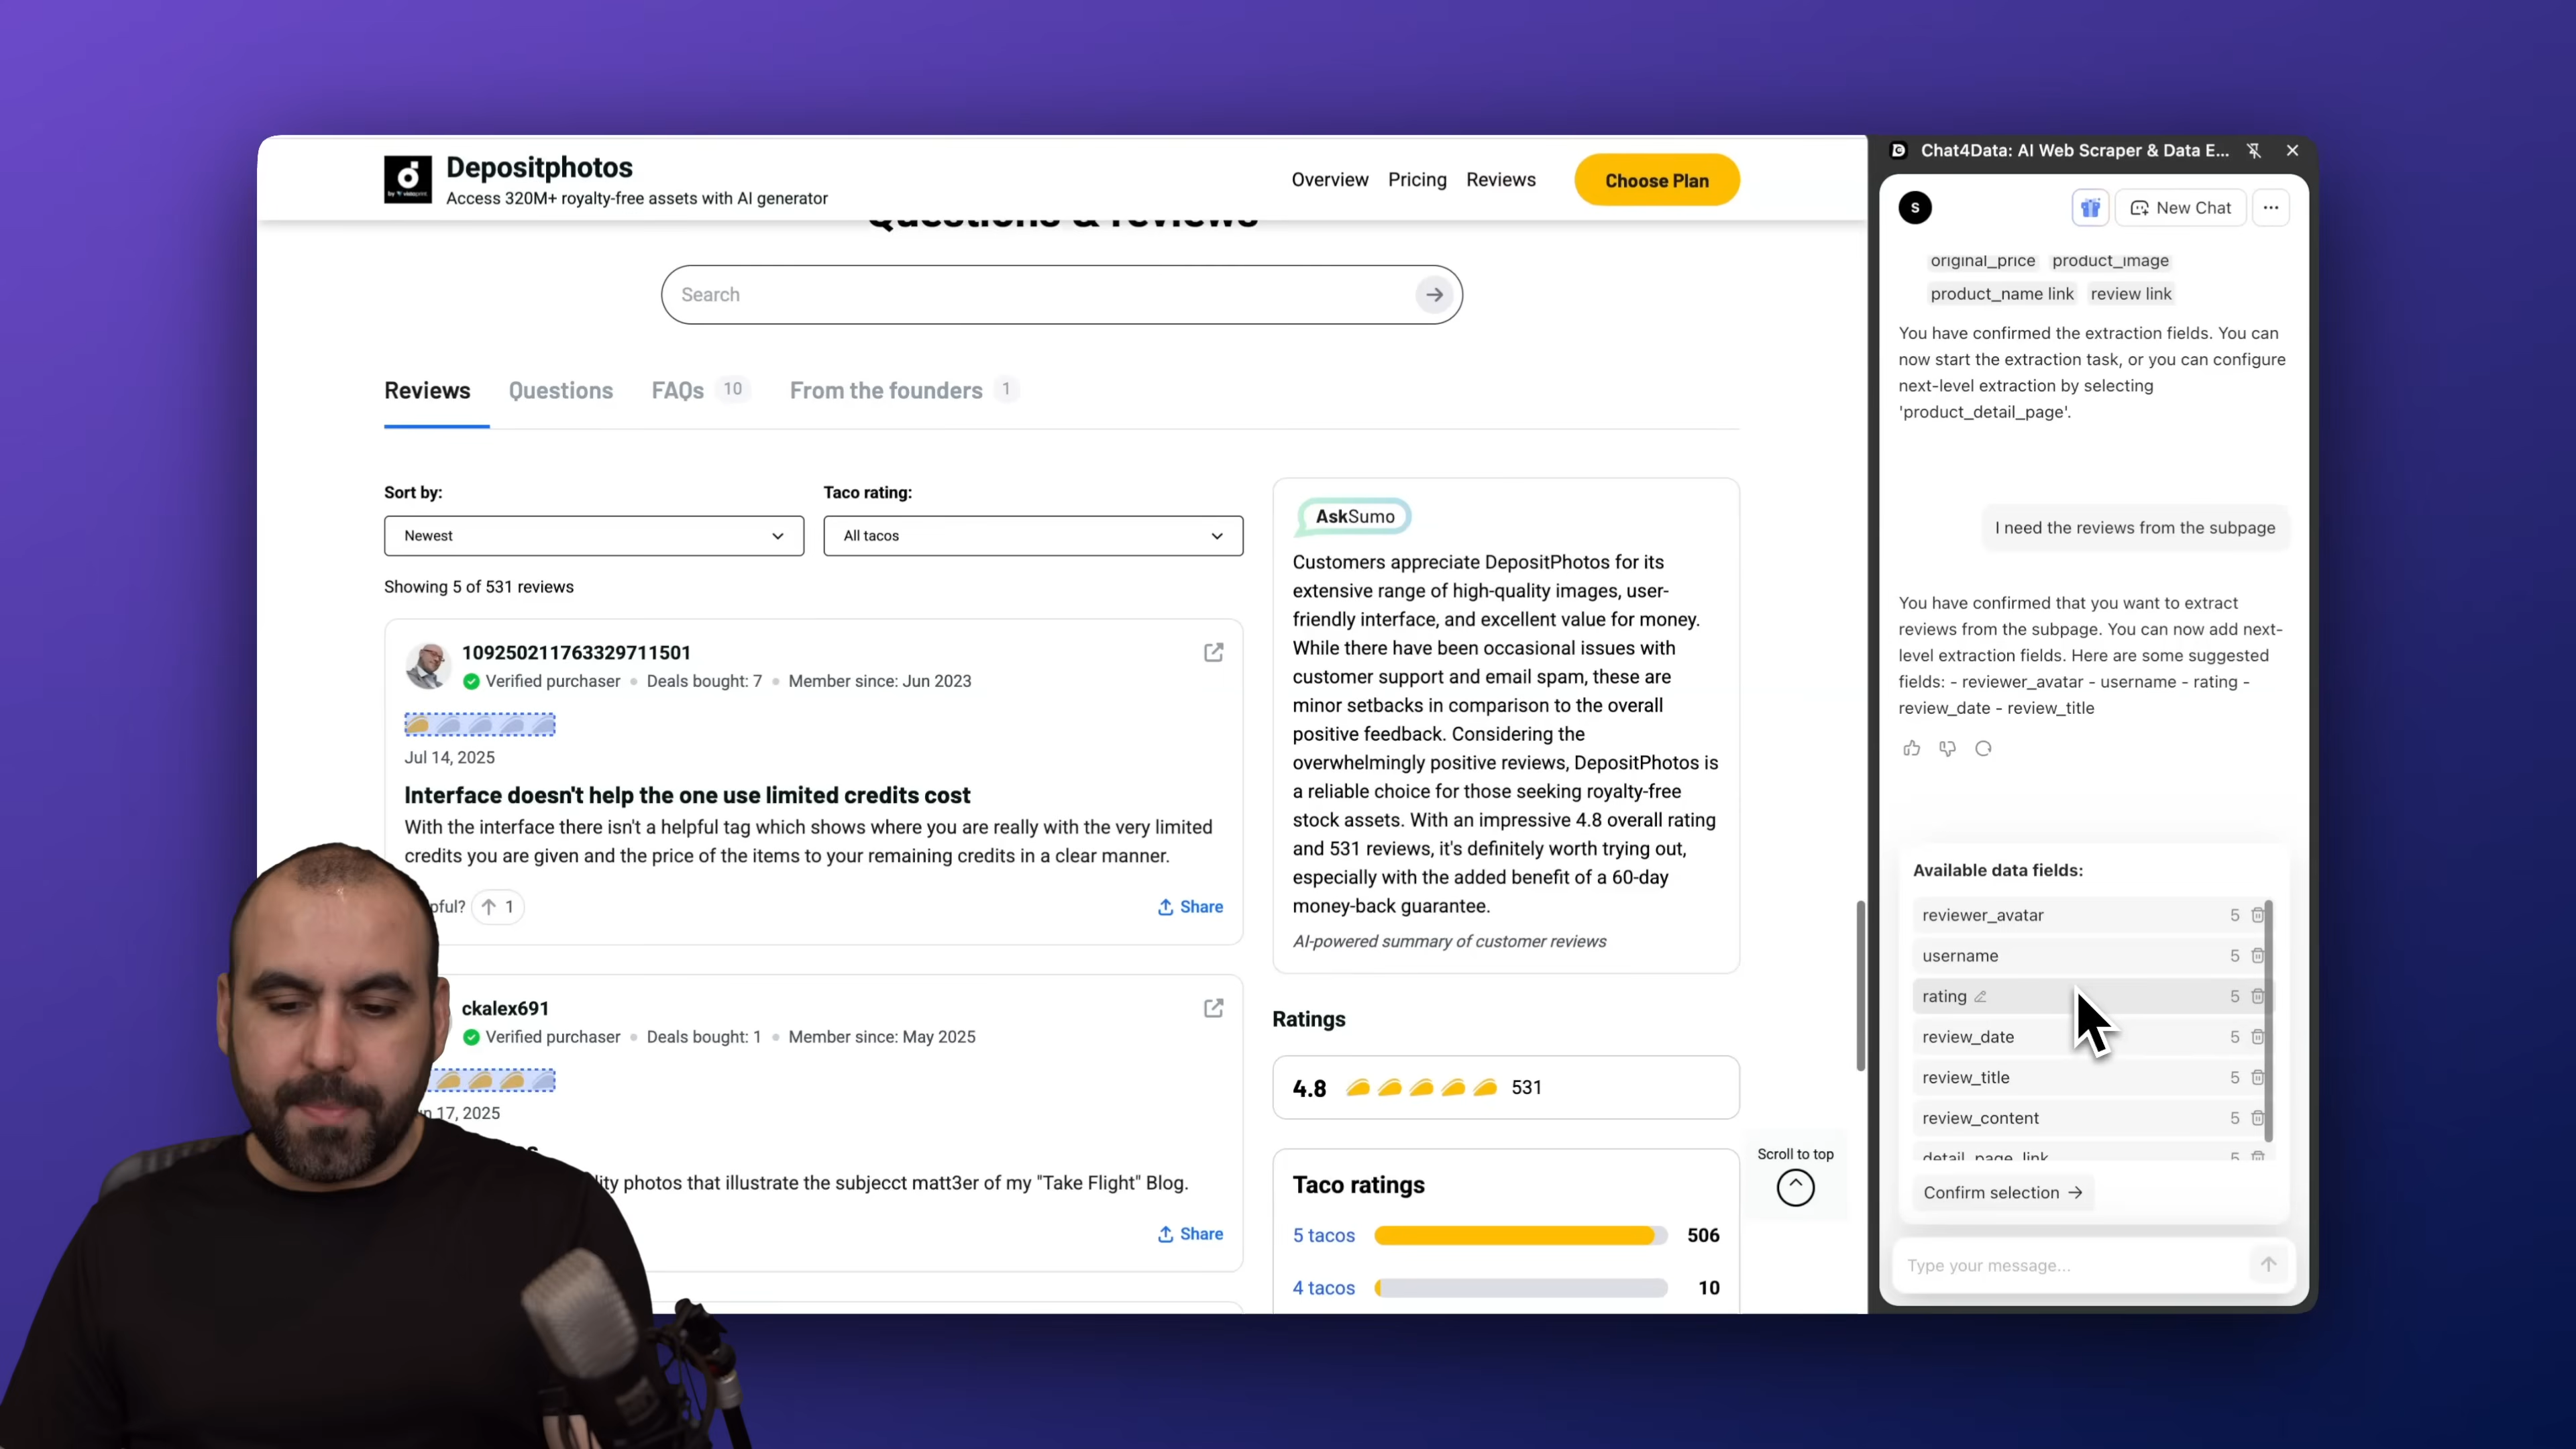 Depositphotos
Access 320M+ royalty-free assets with AI generator
Overview
Pricing
Reviews
Choose Plan
Questions & reviews
Search
Reviews
Questions
FAQs 10
From the founders 1
Sort by:
Newest
Taco rating:
All tacos
Showing 5 of 531 reviews
109250211763329711501
Verified purchaser • Deals bought: 7 • Member since: Jun 2023
Jul 14, 2025
Interface doesn't help the one use limited credits cost
With the interface there isn't a helpful tag which shows where you are really with the very limited
credits you are given and the price of the items to your remaining credits in a clear manner.
pful? 1
Share
ckalex691
Verified purchaser • Deals bought: 1 • Member since: May 2025
n 17, 2025
ity photos that illustrate the subjecct matt3er of my "Take Flight" Blog.
Share
AskSumo
Customers appreciate DepositPhotos for its
extensive range of high-quality images, user-
friendly interface, and excellent value for money.
While there have been occasional issues with
customer support and email spam, these are
minor setbacks in comparison to the overall
positive feedback. Considering the
overwhelmingly positive reviews, DepositPhotos is
a reliable choice for those seeking royalty-free
stock assets. With an impressive 4.8 overall rating
and 531 reviews, it's definitely worth trying out,
especially with the added benefit of a 60-day
money-back guarantee.
AI-powered summary of customer reviews
Ratings
4.8 531
Taco ratings
5 tacos 506
4 tacos 10
Scroll to top
Chat4Data: AI Web Scraper & Data E...
S
New Chat
original_price product_image
product_name link review link
You have confirmed the extraction fields. You can
now start the extraction task, or you can configure
next-level extraction by selecting
'product_detail_page'.
I need the reviews from the subpage
You have confirmed that you want to extract
reviews from the subpage. You can now add next-
level extraction fields. Here are some suggested
fields: - reviewer_avatar - username - rating -
review_date - review_title
Available data fields:
reviewer_avatar 5
username 5
rating 5
review_date 5
review_title 5
review_content 5
detail_page_link 5
Confirm selection →
Type your message...